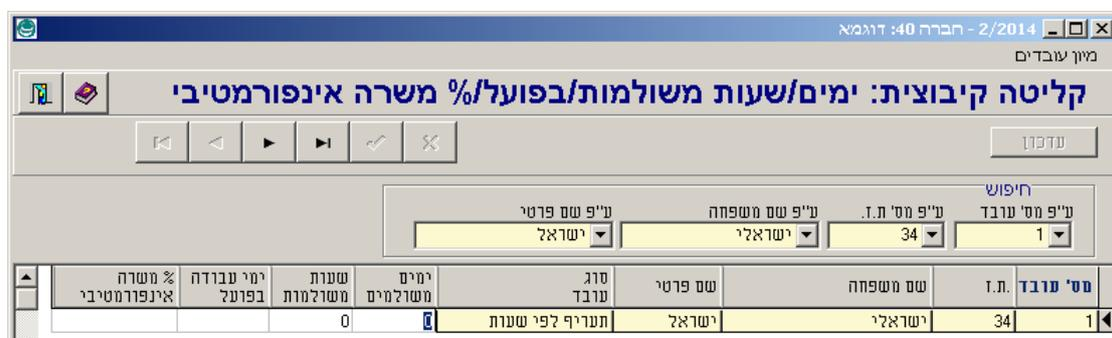 2/2014 - חברה 40: דוגמא
מיון עובדים
קליטה קיבוצית: ימים/שעות משולמות/בפועל/% משרה אינפורמטיבי
עדכון
חיפוש
ע"פ מס' עובד ע"פ מס' ת.ז. ע"פ שם משפחה ע"פ שם פרטי
1 34 ישראלי ישראל
מס' עובד ת.ז. שם משפחה שם פרטי סוג עובד ימים משולמים שעות משולמות ימי עבודה בפועל % משרה אינפורמטיבי
1 34 ישראלי ישראל תעריף לפי שעות 0 0